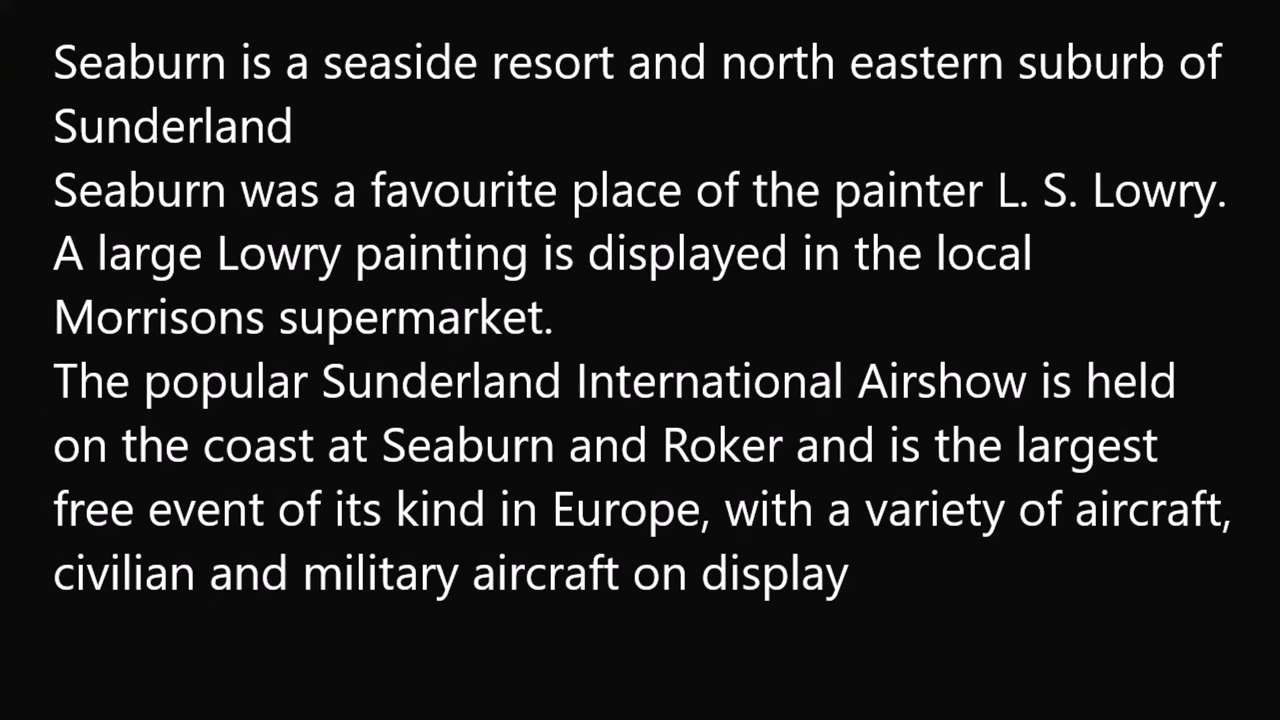 Seaburn is a seaside resort and north eastern suburb of
Sunderland
Seaburn was a favourite place of the painter L. S. Lowry.
A large Lowry painting is displayed in the local
Morrisons supermarket.
The popular Sunderland International Airshow is held
on the coast at Seaburn and Roker and is the largest
free event of its kind in Europe, with a variety of aircraft,
civilian and military aircraft on display